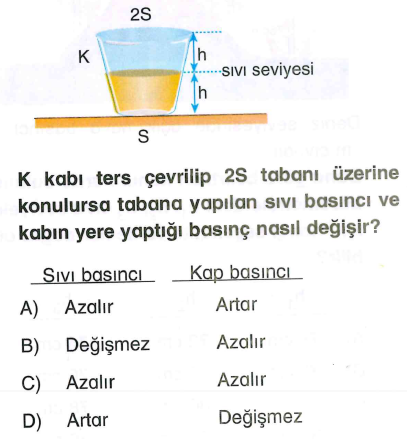 2S
K
h
sıvı seviyesi
h
S
K kabı ters çevrilip 2S tabanı üzerine
konulursa tabana yapılan sıvı basıncı ve
kabın yere yaptığı basınç nasıl değişir?
Sıvı basıncı Kap basıncı
A) Azalır Artar
B) Değişmez Azalır
C) Azalır Azalır
D) Artar Değişmez